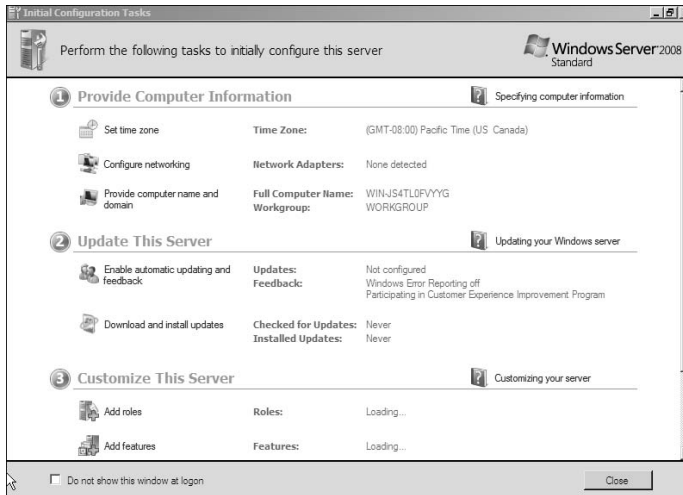 Initial Configuration Tasks
Perform the following tasks to initially configure this server
Windows Server 2008
Standard
1 Provide Computer Information
Specifying computer information
Set time zone
Time Zone:
(GMT-08:00) Pacific Time (US Canada)
Configure networking
Network Adapters:
None detected
Provide computer name and domain
Full Computer Name:
WIN-JS4TL0FVYYG
Workgroup:
WORKGROUP
2 Update This Server
Updating your Windows server
Enable automatic updating and feedback
Updates:
Not configured
Feedback:
Windows Error Reporting off
Participating in Customer Experience Improvement Program
Download and install updates
Checked for Updates:
Never
Installed Updates:
Never
3 Customize This Server
Customizing your server
Add roles
Roles:
Loading...
Add features
Features:
Loading...
Do not show this window at logon
Close